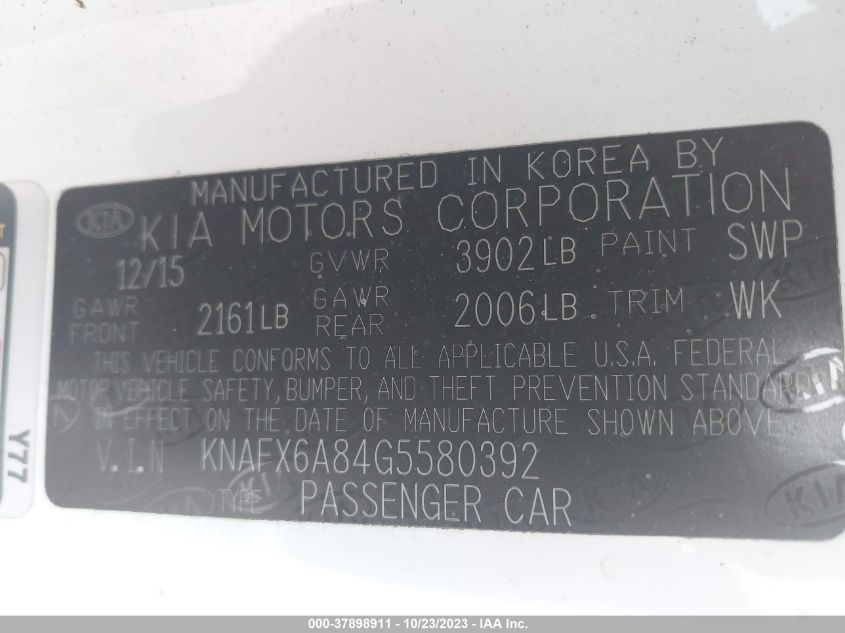 MANUFACTURED IN KOREA BY
KIA KIA MOTORS CORPORATION
12/15 GVWR 3902LB PAINT SWP
GAWR FRONT 2161LB GAWR REAR 2006LB TRIM WK
THIS VEHICLE CONFORMS TO ALL APPLICABLE U.S.A. FEDERAL
MOTOR VEHICLE SAFETY, BUMPER, AND THEFT PREVENTION STANDARD
IN EFFECT ON THE DATE OF MANUFACTURE SHOWN ABOVE.
V.I.N KNAFX6A84G5580392
TYPE PASSENGER CAR
Y77
000-37898911 - 10/23/2023 - IAA Inc.